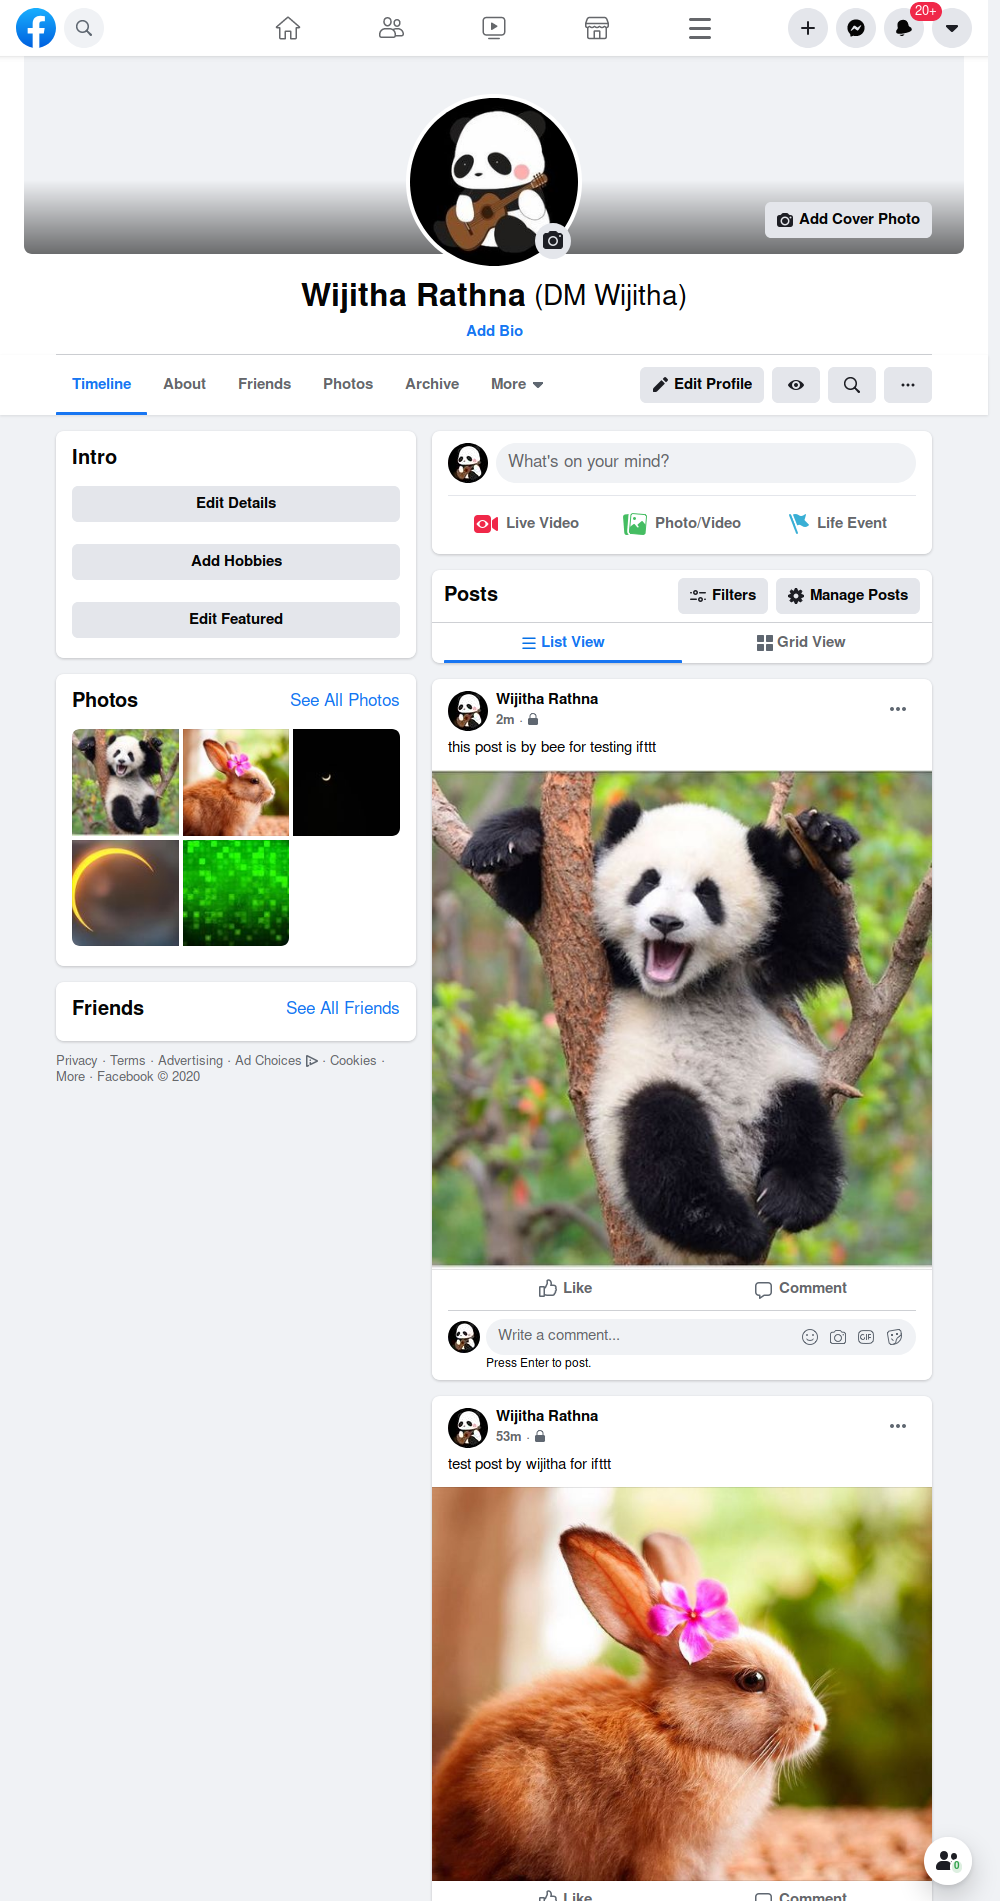 20+
Add Cover Photo
Wijitha Rathna (DM Wijitha)
Add Bio
Timeline About Friends Photos Archive More
Edit Profile
Intro
Edit Details
Add Hobbies
Edit Featured
Photos See All Photos
Friends See All Friends
Privacy · Terms · Advertising · Ad Choices · Cookies ·
More · Facebook © 2020
What's on your mind?
Live Video Photo/Video Life Event
Posts Filters Manage Posts
List View Grid View
Wijitha Rathna
2m ·
this post is by bee for testing ifttt
Like Comment
Write a comment...
GIF
Press Enter to post.
Wijitha Rathna
53m ·
test post by wijitha for ifttt
0
Like Comment